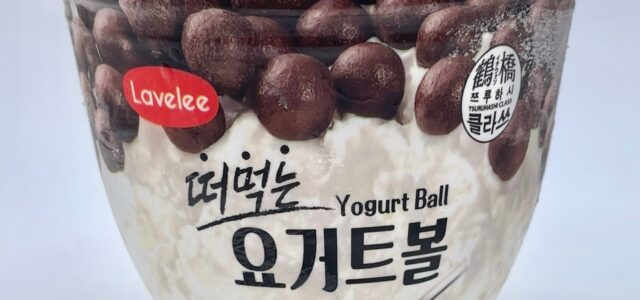 Lavelee
鶴橋
쯔루하시
TSURUHASHI CLASS
클라쓰
떠먹는
Yogurt Ball
요거트볼